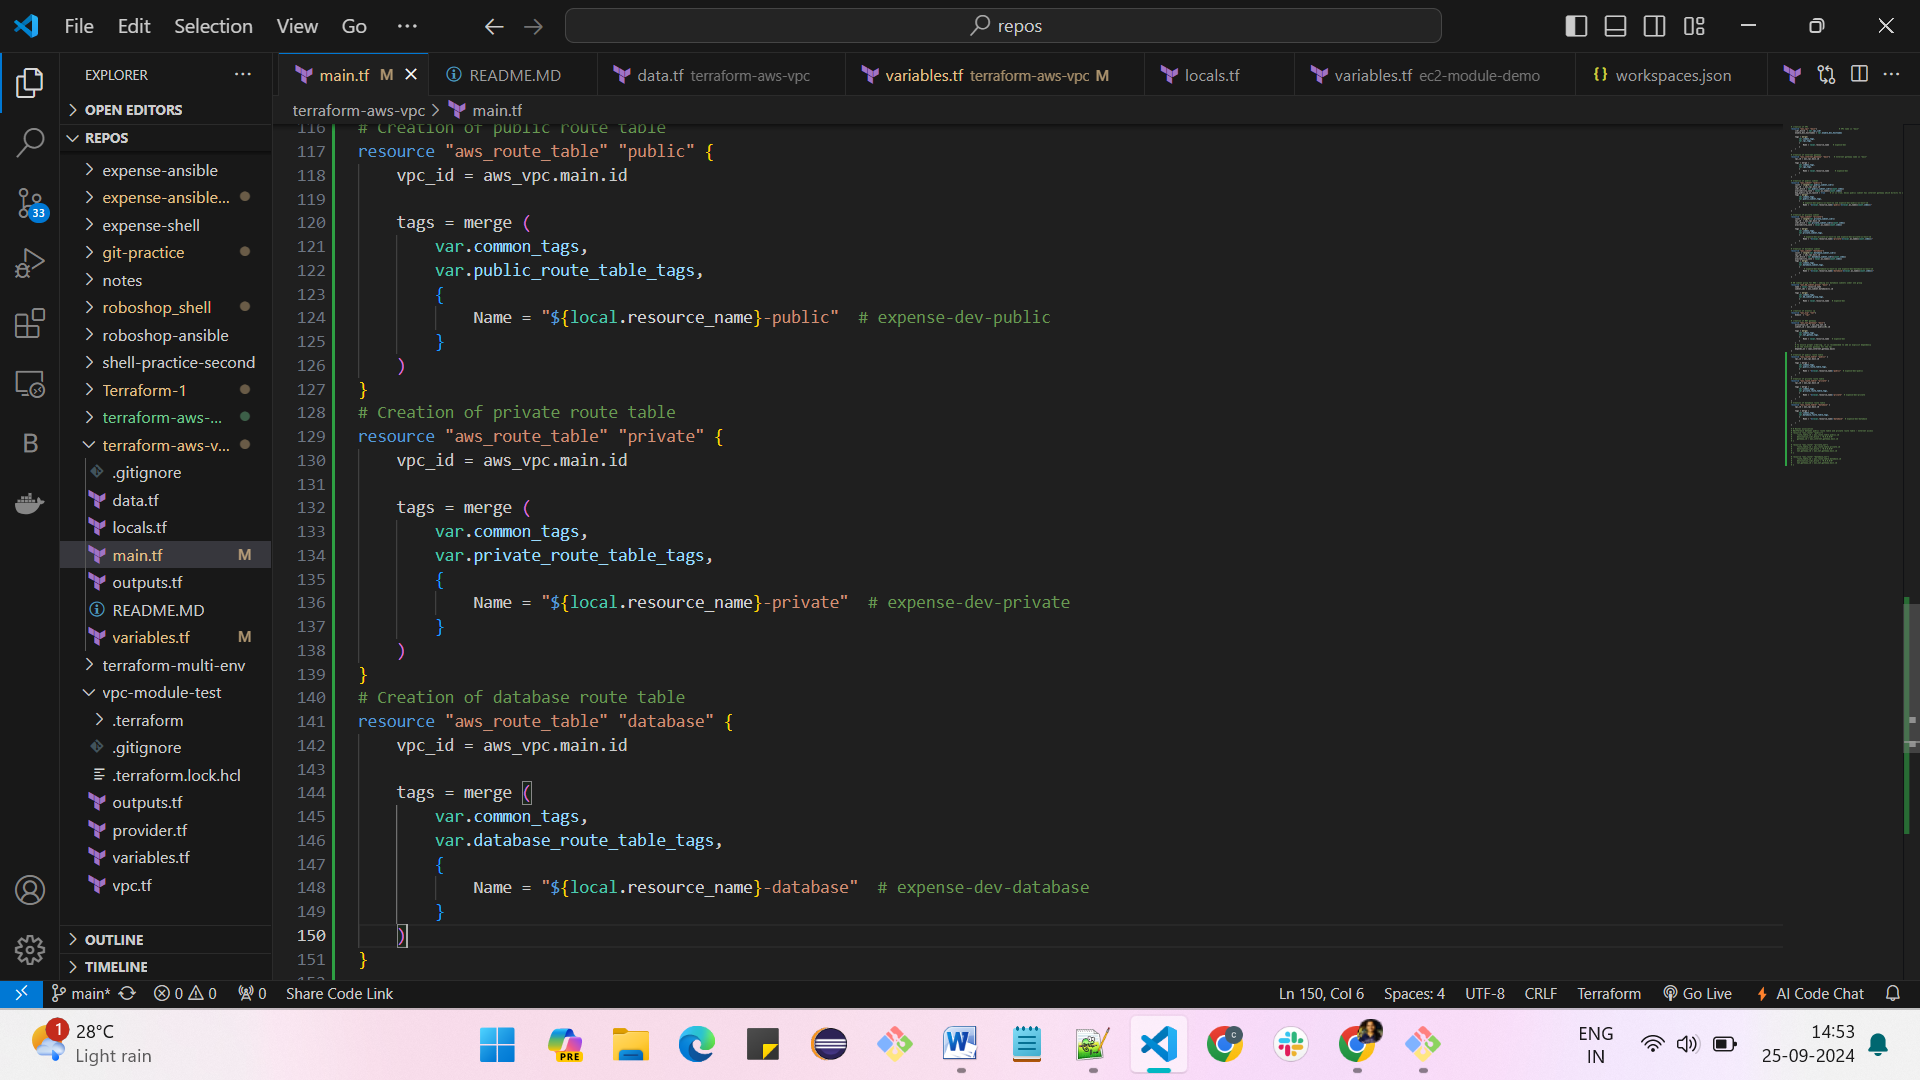 File Edit Selection View Go ···
repos
EXPLORER
OPEN EDITORS
REPOS
expense-ansible
expense-ansible...
expense-shell
git-practice
notes
roboshop_shell
roboshop-ansible
shell-practice-second
Terraform-1
terraform-aws-...
terraform-aws-v...
.gitignore
data.tf
locals.tf
main.tf M
outputs.tf
README.MD
variables.tf M
terraform-multi-env
vpc-module-test
.terraform
.gitignore
.terraform.lock.hcl
outputs.tf
provider.tf
variables.tf
vpc.tf
OUTLINE
TIMELINE
33
B
main.tf M README.MD data.tf terraform-aws-vpc variables.tf terraform-aws-vpc M locals.tf variables.tf ec2-module-demo {} workspaces.json
terraform-aws-vpc > main.tf
116 # Creation of public route table
117 resource "aws_route_table" "public" {
118 vpc_id = aws_vpc.main.id
119
120 tags = merge (
121 var.common_tags,
122 var.public_route_table_tags,
123 {
124 Name = "${local.resource_name}-public" # expense-dev-public
125 }
126 )
127 }
128 # Creation of private route table
129 resource "aws_route_table" "private" {
130 vpc_id = aws_vpc.main.id
131
132 tags = merge (
133 var.common_tags,
134 var.private_route_table_tags,
135 {
136 Name = "${local.resource_name}-private" # expense-dev-private
137 }
138 )
139 }
140 # Creation of database route table
141 resource "aws_route_table" "database" {
142 vpc_id = aws_vpc.main.id
143
144 tags = merge (
145 var.common_tags,
146 var.database_route_table_tags,
147 {
148 Name = "${local.resource_name}-database" # expense-dev-database
149 }
150 )
151 }
main* 0 0 0 Share Code Link Ln 150, Col 6 Spaces: 4 UTF-8 CRLF Terraform Go Live AI Code Chat
1 28°C
Light rain
PRE
ENG
IN
14:53
25-09-2024